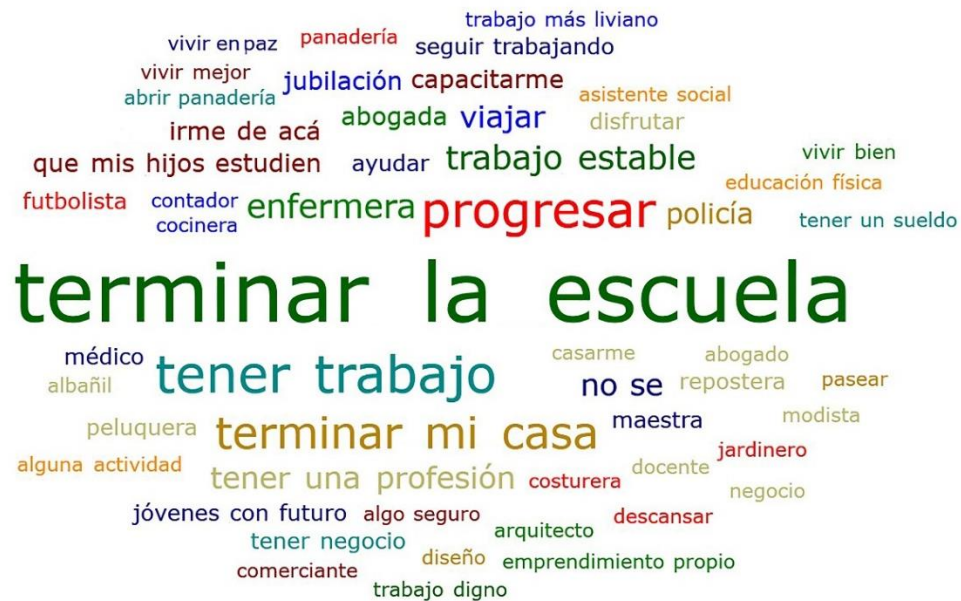 trabajo más liviano
vivir en paz
panadería
seguir trabajando
vivir mejor
jubilación
capacitarme
abrir panadería
asistente social
irme de acá
abogada
viajar
disfrutar
que mis hijos estudien
ayudar
trabajo estable
vivir bien
educación física
futbolista
contador
enfermera
progresar
policía
tener un sueldo
cocinera
terminar la escuela
médico
tener trabajo
casarme
abogado
albañil
no se
repostera
pasear
peluquera
terminar mi casa
maestra
modista
jardinero
alguna actividad
tener una profesión
costurera
docente
negocio
jóvenes con futuro
algo seguro
descansar
arquitecto
tener negocio
diseño
emprendimiento propio
comerciante
trabajo digno